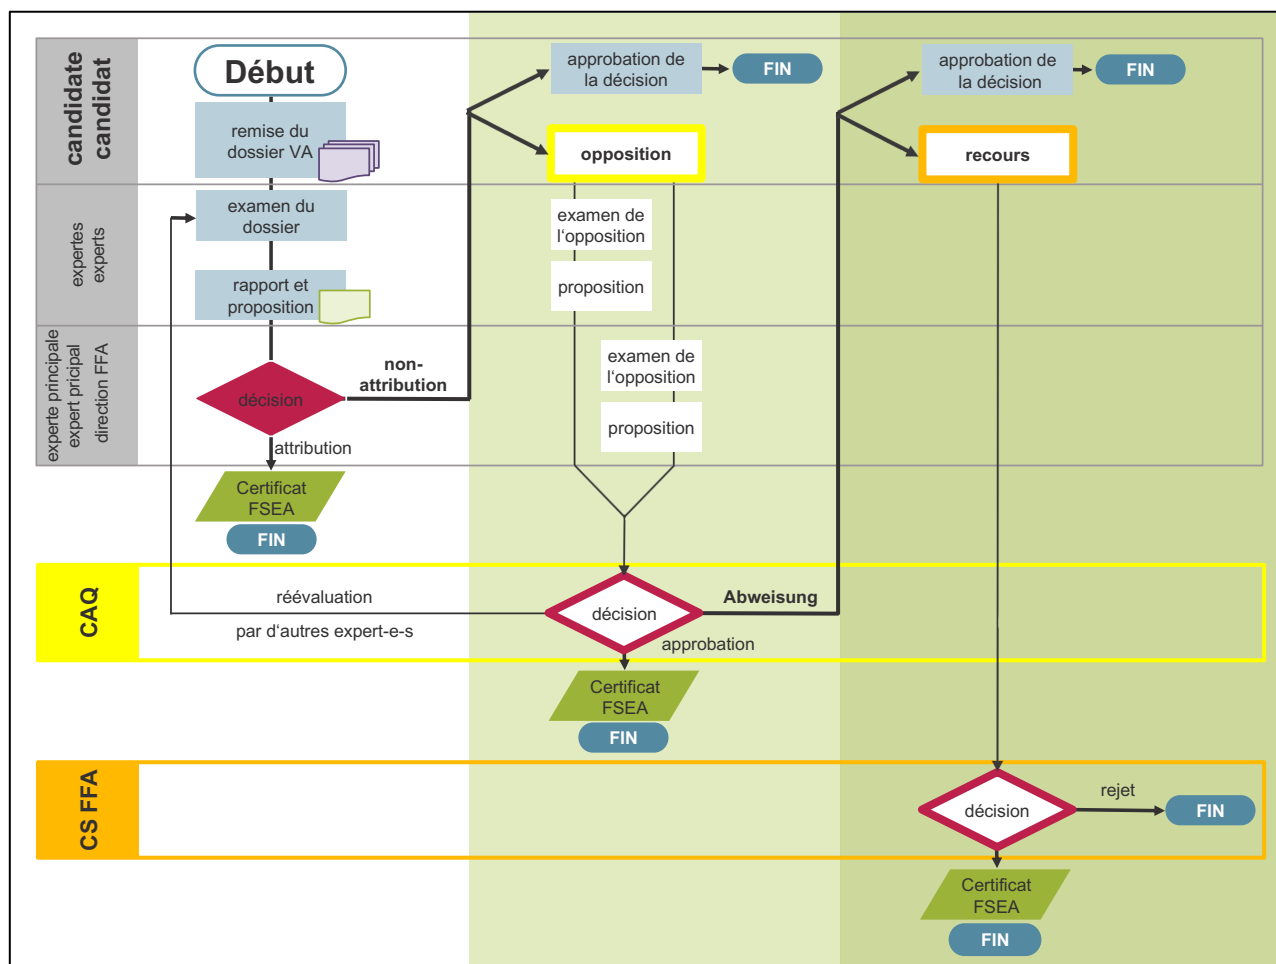 candidate
candidat
Début
remise du
dossier VA
approbation de
la décision
FIN
opposition
approbation de
la décision
FIN
recours
expertes
experts
examen du
dossier
rapport et
proposition
examen de
l‘opposition
proposition
experte principale
expert pricipal
direction FFA
décision
non-
attribution
attribution
examen de
l‘opposition
proposition
Certificat
FSEA
FIN
CAQ
réévaluation
par d‘autres expert-e-s
décision
Abweisung
approbation
Certificat
FSEA
FIN
CS FFA
décision
rejet
FIN
Certificat
FSEA
FIN